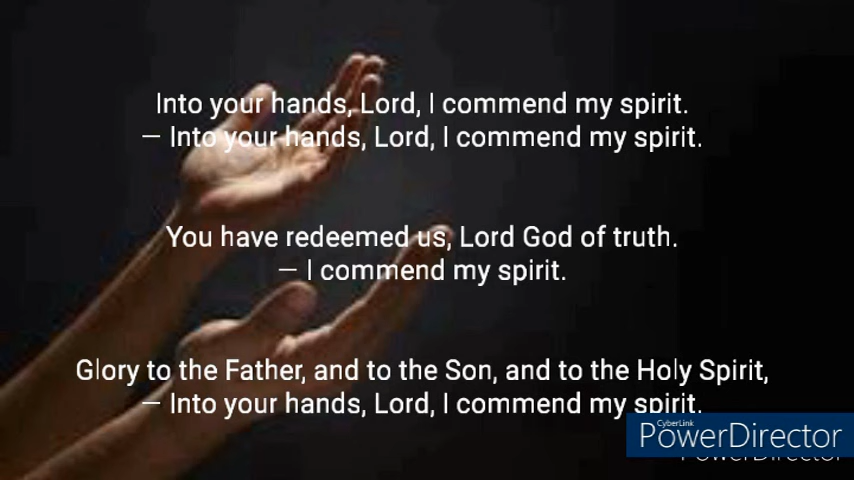 Into your hands, Lord, I commend my spirit.
— Into your hands, Lord, I commend my spirit.
You have redeemed us, Lord God of truth.
— I commend my spirit.
Glory to the Father, and to the Son, and to the Holy Spirit,
— Into your hands, Lord, I commend my spirit.
CyberLink
PowerDirector
PowerDirector